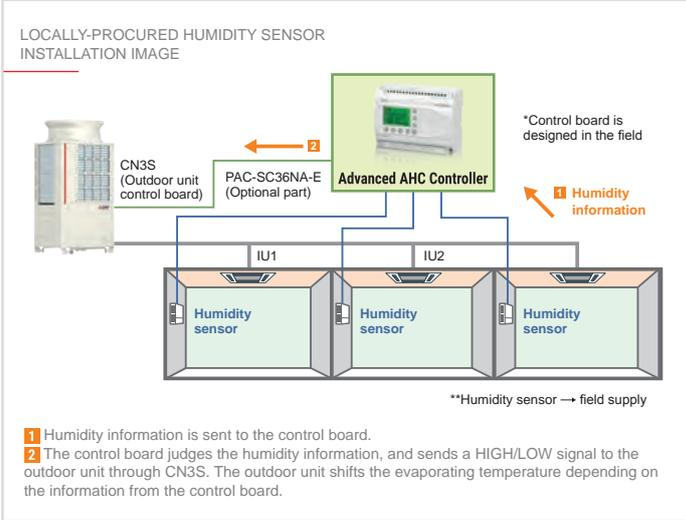 LOCALLY-PROCURED HUMIDITY SENSOR
INSTALLATION IMAGE
*Control board is
designed in the field
2
CN3S
(Outdoor unit
control board)
PAC-SC36NA-E
(Optional part)
Advanced AHC Controller
1 Humidity
information
IU1
IU2
Humidity
sensor
Humidity
sensor
Humidity
sensor
**Humidity sensor → field supply
1 Humidity information is sent to the control board.
2 The control board judges the humidity information, and sends a HIGH/LOW signal to the
outdoor unit through CN3S. The outdoor unit shifts the evaporating temperature depending on
the information from the control board.